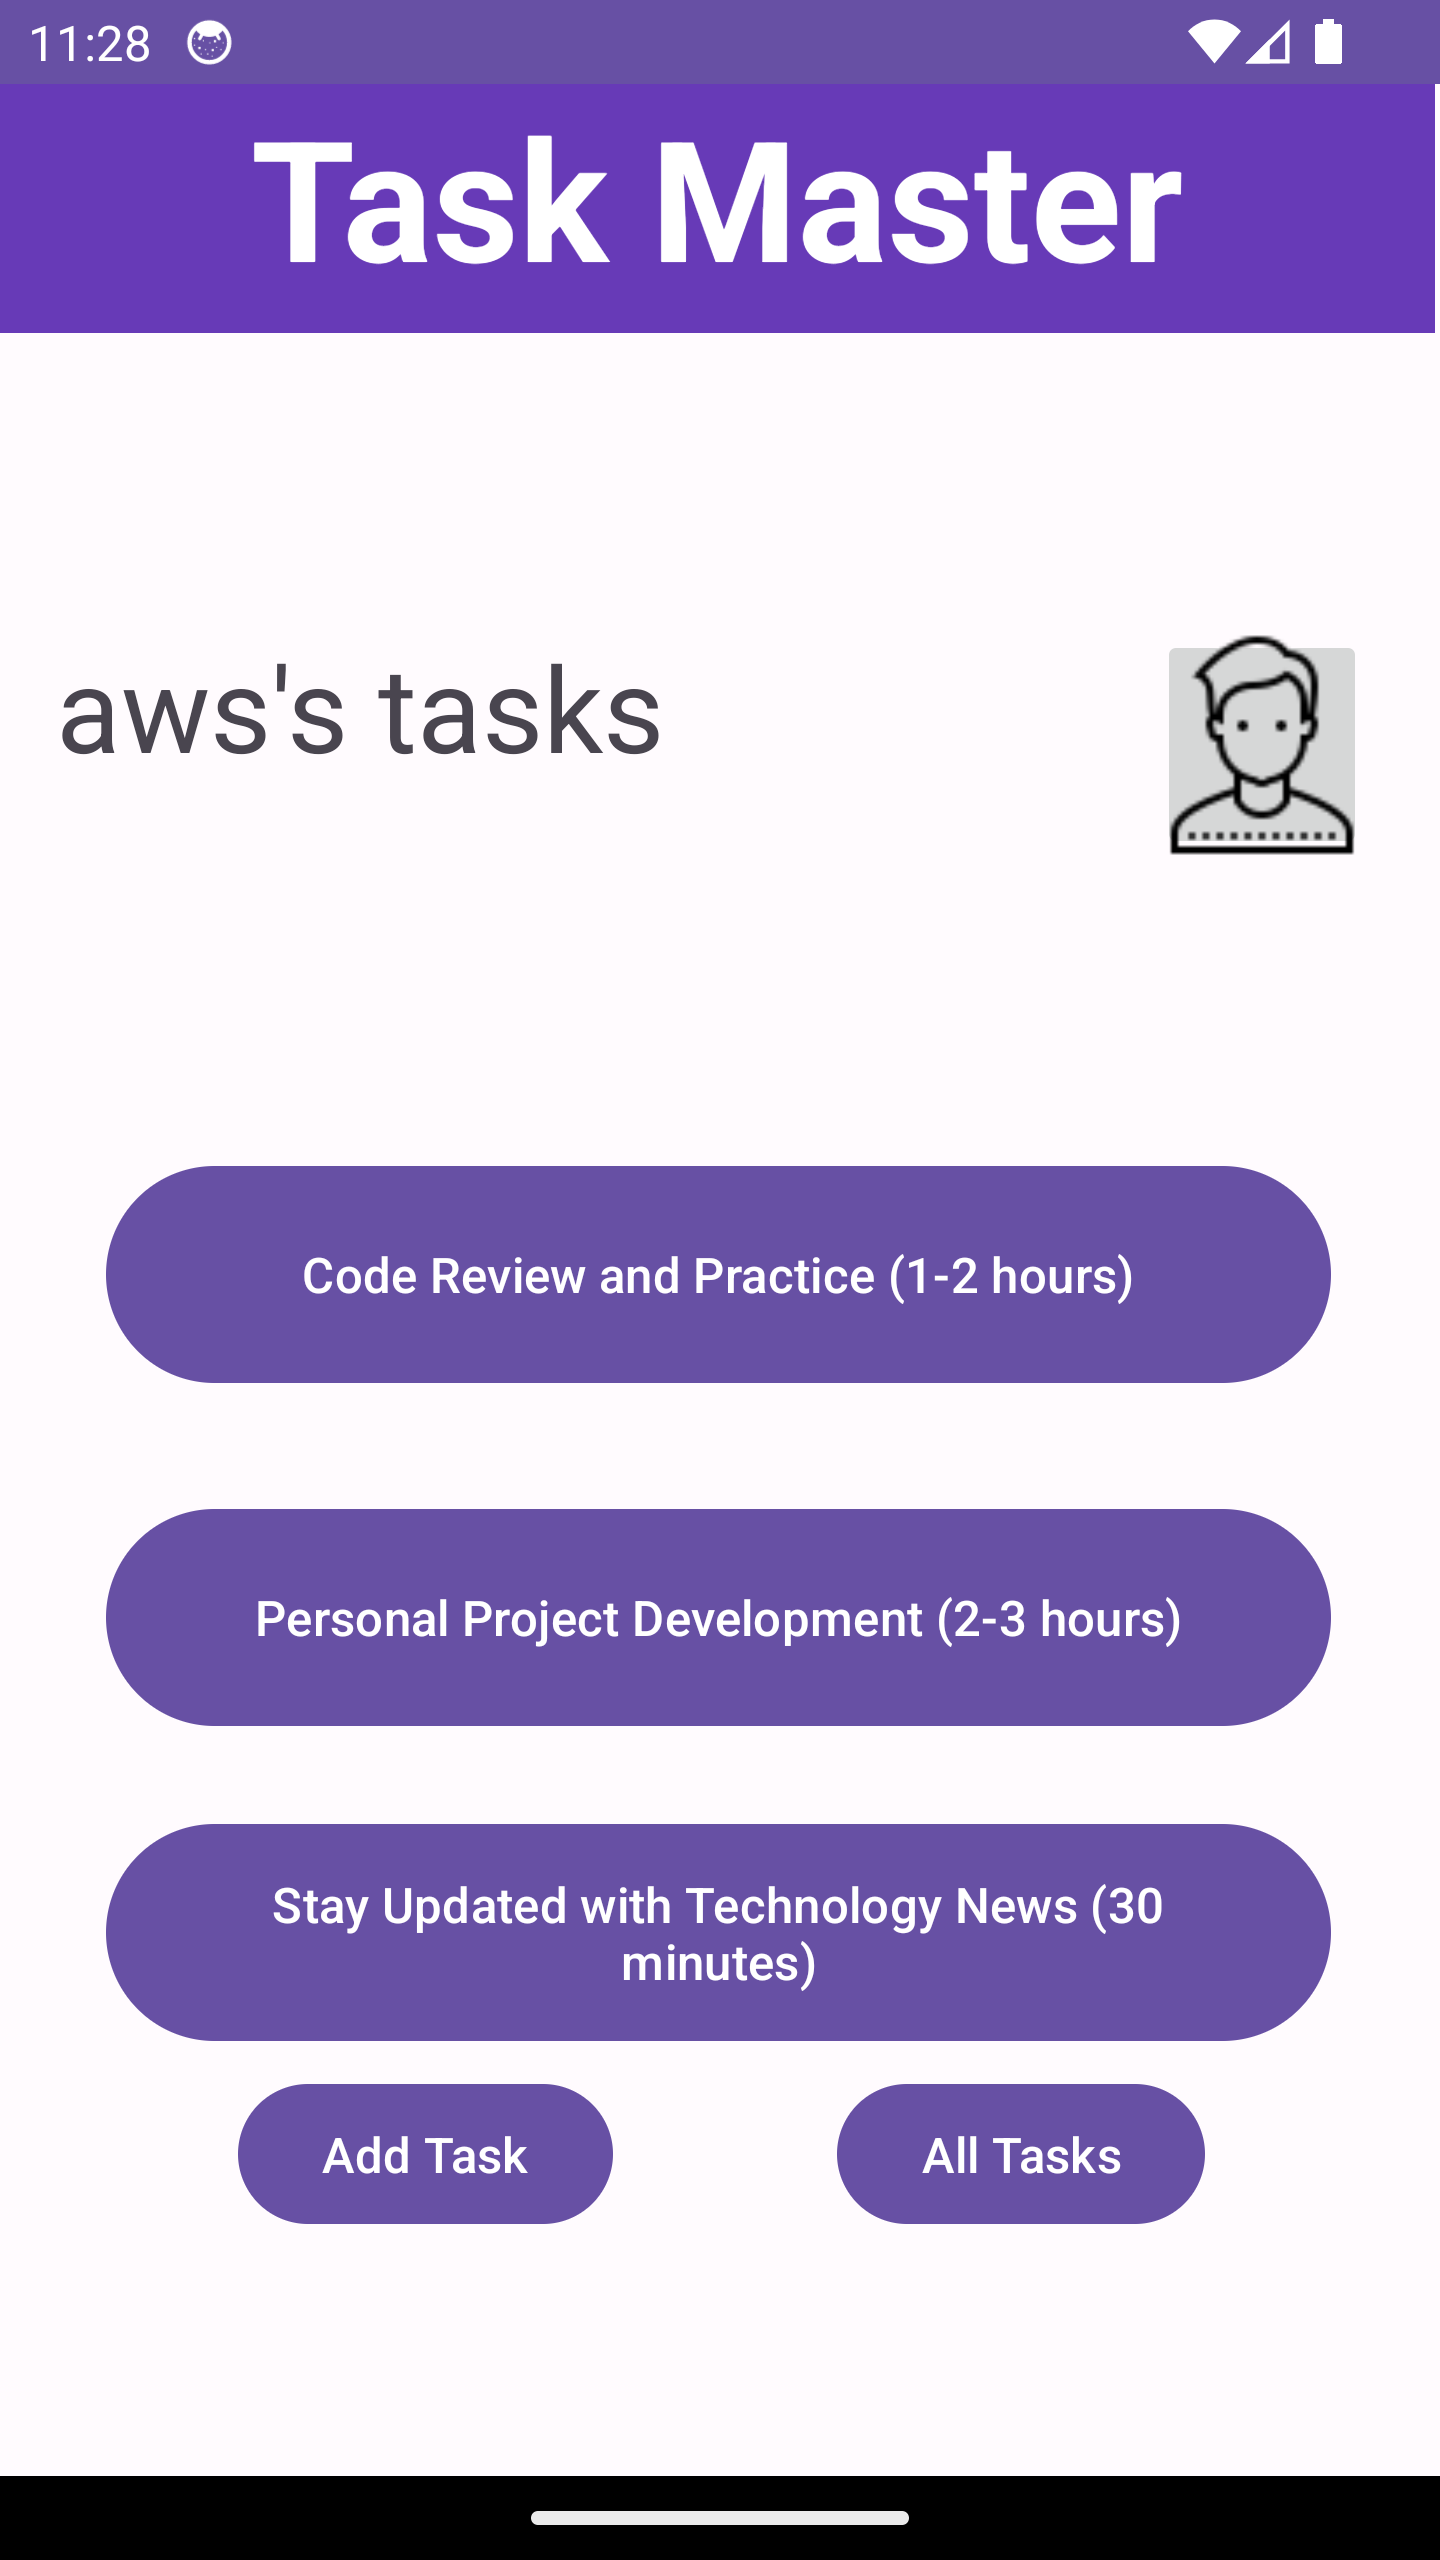 11:28
Task Master
aws's tasks
Code Review and Practice (1-2 hours)
Personal Project Development (2-3 hours)
Stay Updated with Technology News (30
minutes)
Add Task
All Tasks